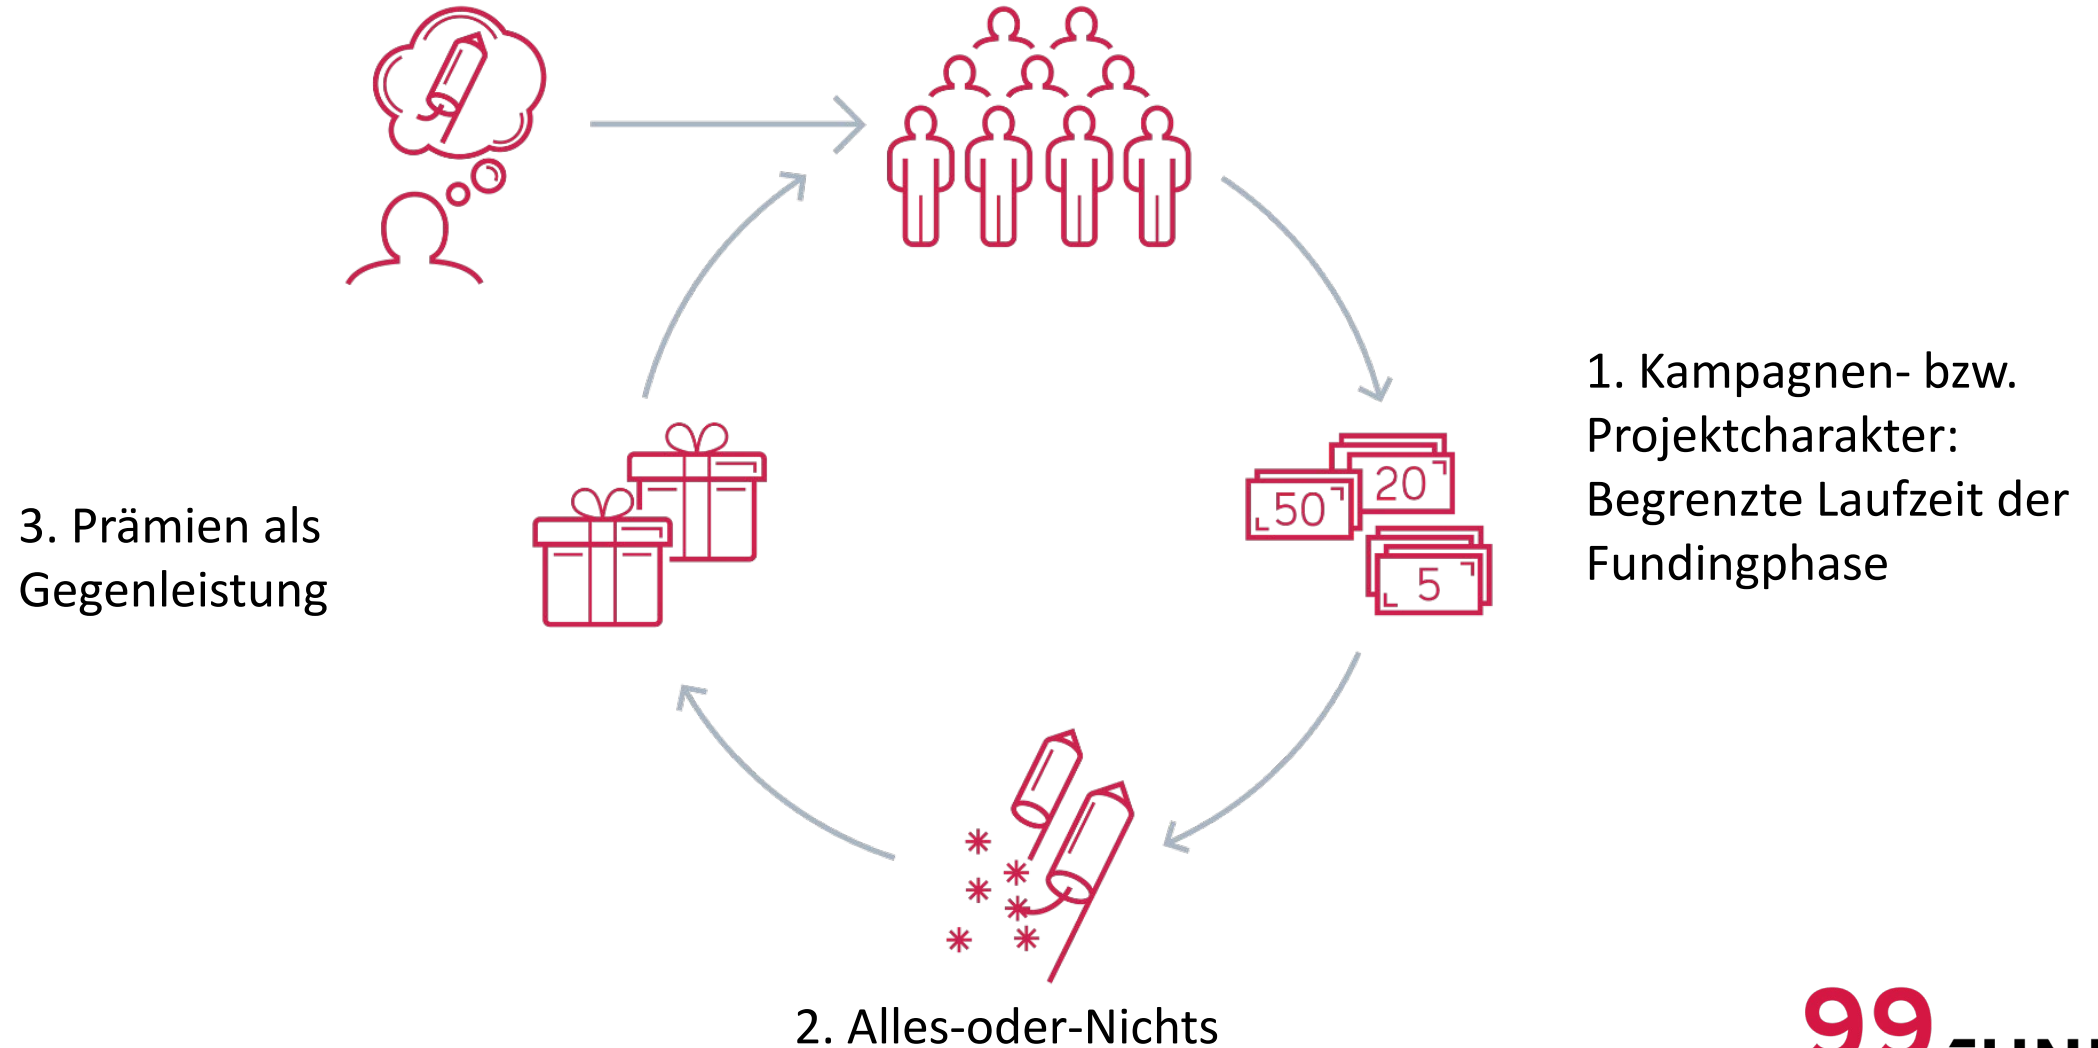 1. Kampagnen- bzw.
Projektcharakter:
Begrenzte Laufzeit der
Fundingphase
20
50
5
3. Prämien als
Gegenleistung
2. Alles-oder-Nichts
99